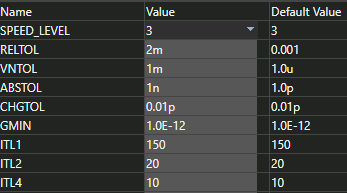 Name Value Default Value
SPEED_LEVEL 3 3
RELTOL 2m 0.001
VNTOL 1m 1.0u
ABSTOL 1n 1.0p
CHGTOL 0.01p 0.01p
GMIN 1.0E-12 1.0E-12
ITL1 150 150
ITL2 20 20
ITL4 10 10